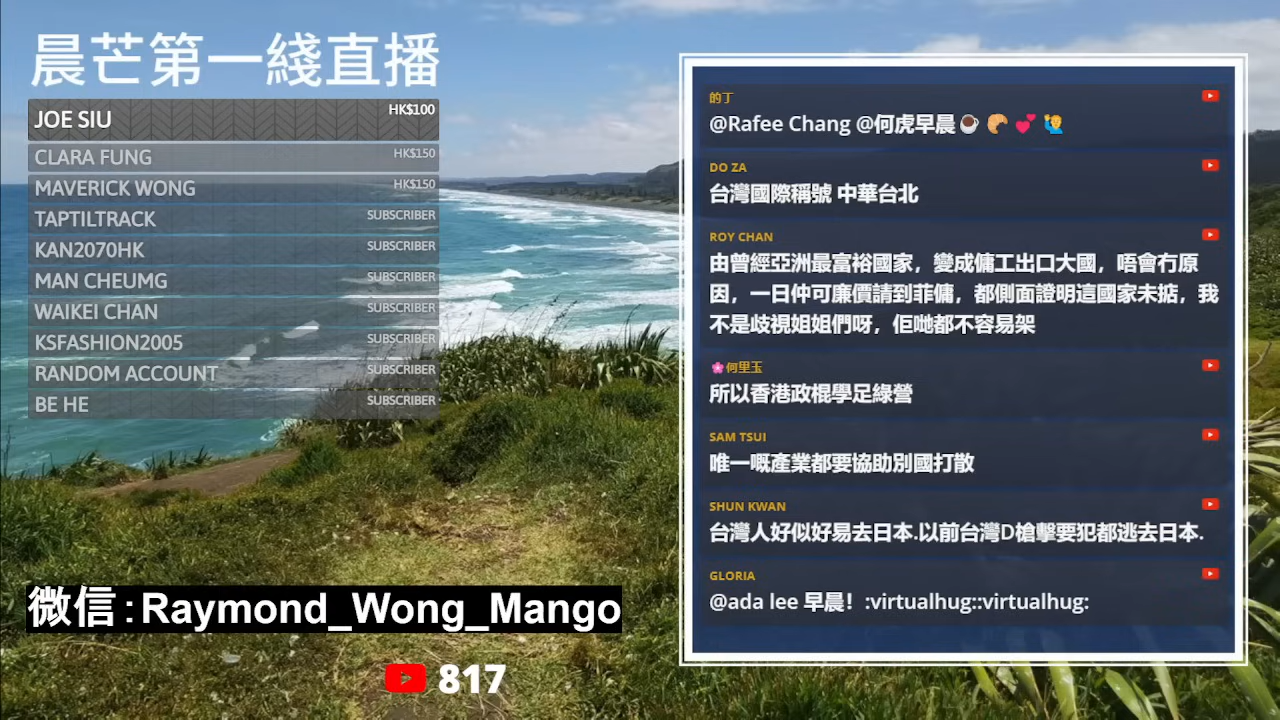 晨芒第一綫直播
JOE SIU HK$100
CLARA FUNG HK$150
MAVERICK WONG HK$150
TAPTILTRACK SUBSCRIBER
KAN2070HK SUBSCRIBER
MAN CHEUMG SUBSCRIBER
WAIKEI CHAN SUBSCRIBER
KSFASHION2005 SUBSCRIBER
RANDOM ACCOUNT SUBSCRIBER
BE HE SUBSCRIBER
微信:Raymond_Wong_Mango
817
的丁
@Rafee Chang @何虎早晨☕🥐💕🙋
DO ZA
台灣國際稱號 中華台北
ROY CHAN
由曾經亞洲最富裕國家，變成傭工出口大國，唔會冇原
因，一日仲可廉價請到菲傭，都側面證明這國家未掂，我
不是歧視姐姐們呀，佢哋都不容易架
🌸何里玉
所以香港政棍學足綠營
SAM TSUI
唯一嘅產業都要協助別國打散
SHUN KWAN
台灣人好似好易去日本.以前台灣D槍擊要犯都逃去日本.
GLORIA
@ada lee 早晨！:virtualhug::virtualhug: